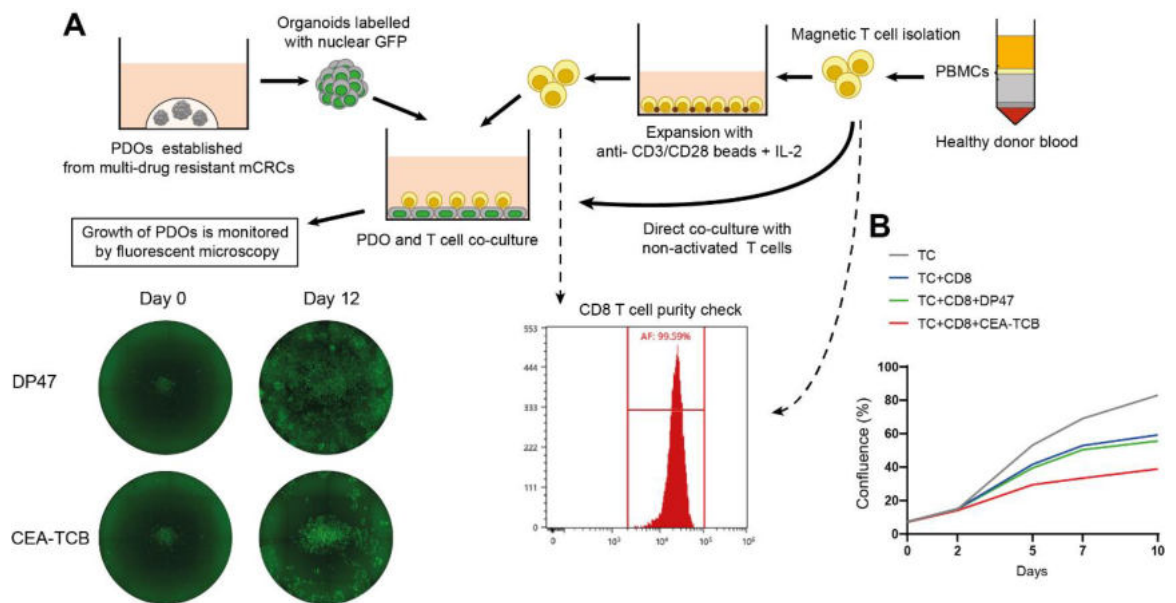 A
Organoids labelled
with nuclear GFP
Magnetic T cell isolation
PBMCs
Healthy donor blood
Expansion with
anti- CD3/CD28 beads + IL-2
PDOs established
from multi-drug resistant mCRCs
PDO and T cell co-culture
Direct co-culture with
non-activated T cells
Growth of PDOs is monitored
by fluorescent microscopy
Day 0
Day 12
DP47
CEA-TCB
CD8 T cell purity check
AF: 99.59%
553
444
333
222
111
0
0
10³
10⁴
10⁵
10⁶
B
TC
TC+CD8
TC+CD8+DP47
TC+CD8+CEA-TCB
Confluence (%)
100
80
60
40
20
0
0
2
5
7
10
Days